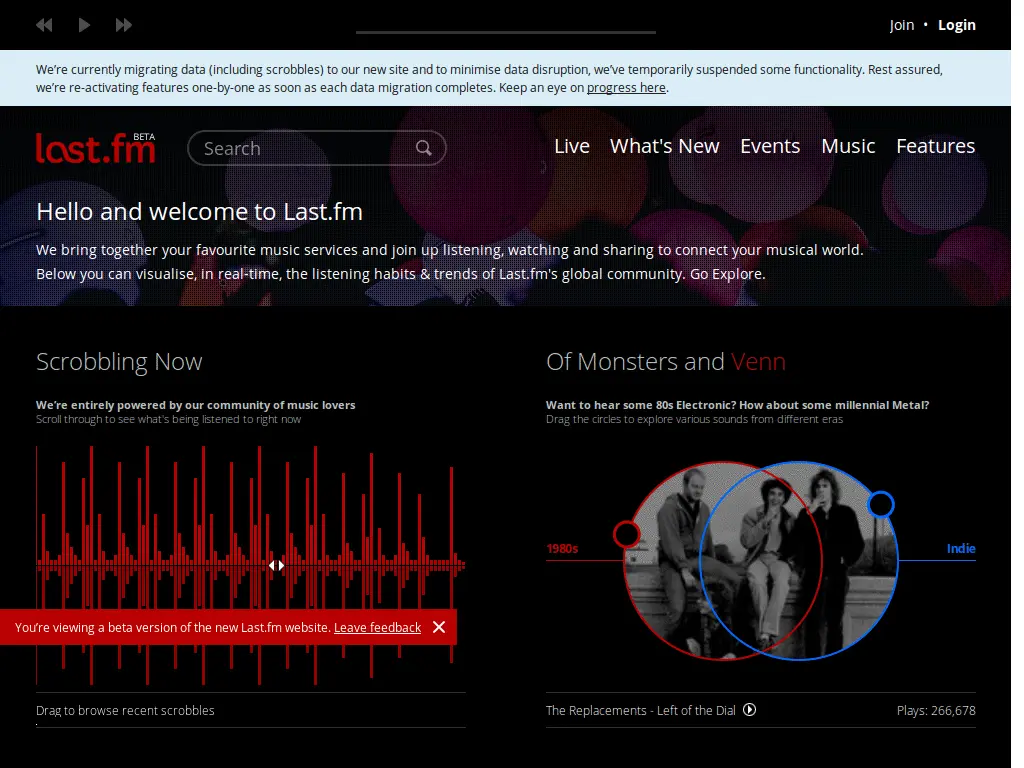 Join • Login
We're currently migrating data (including scrobbles) to our new site and to minimise data disruption, we've temporarily suspended some functionality. Rest assured,
we're re-activating features one-by-one as soon as each data migration completes. Keep an eye on progress here.
last.fm BETA
Search
Live What's New Events Music Features
Hello and welcome to Last.fm
We bring together your favourite music services and join up listening, watching and sharing to connect your musical world.
Below you can visualise, in real-time, the listening habits & trends of Last.fm's global community. Go Explore.
Scrobbling Now
We're entirely powered by our community of music lovers
Scroll through to see what's being listened to right now
You're viewing a beta version of the new Last.fm website. Leave feedback
Drag to browse recent scrobbles
Of Monsters and Venn
Want to hear some 80s Electronic? How about some millennial Metal?
Drag the circles to explore various sounds from different eras
1980s
Indie
The Replacements - Left of the Dial
Plays: 266,678